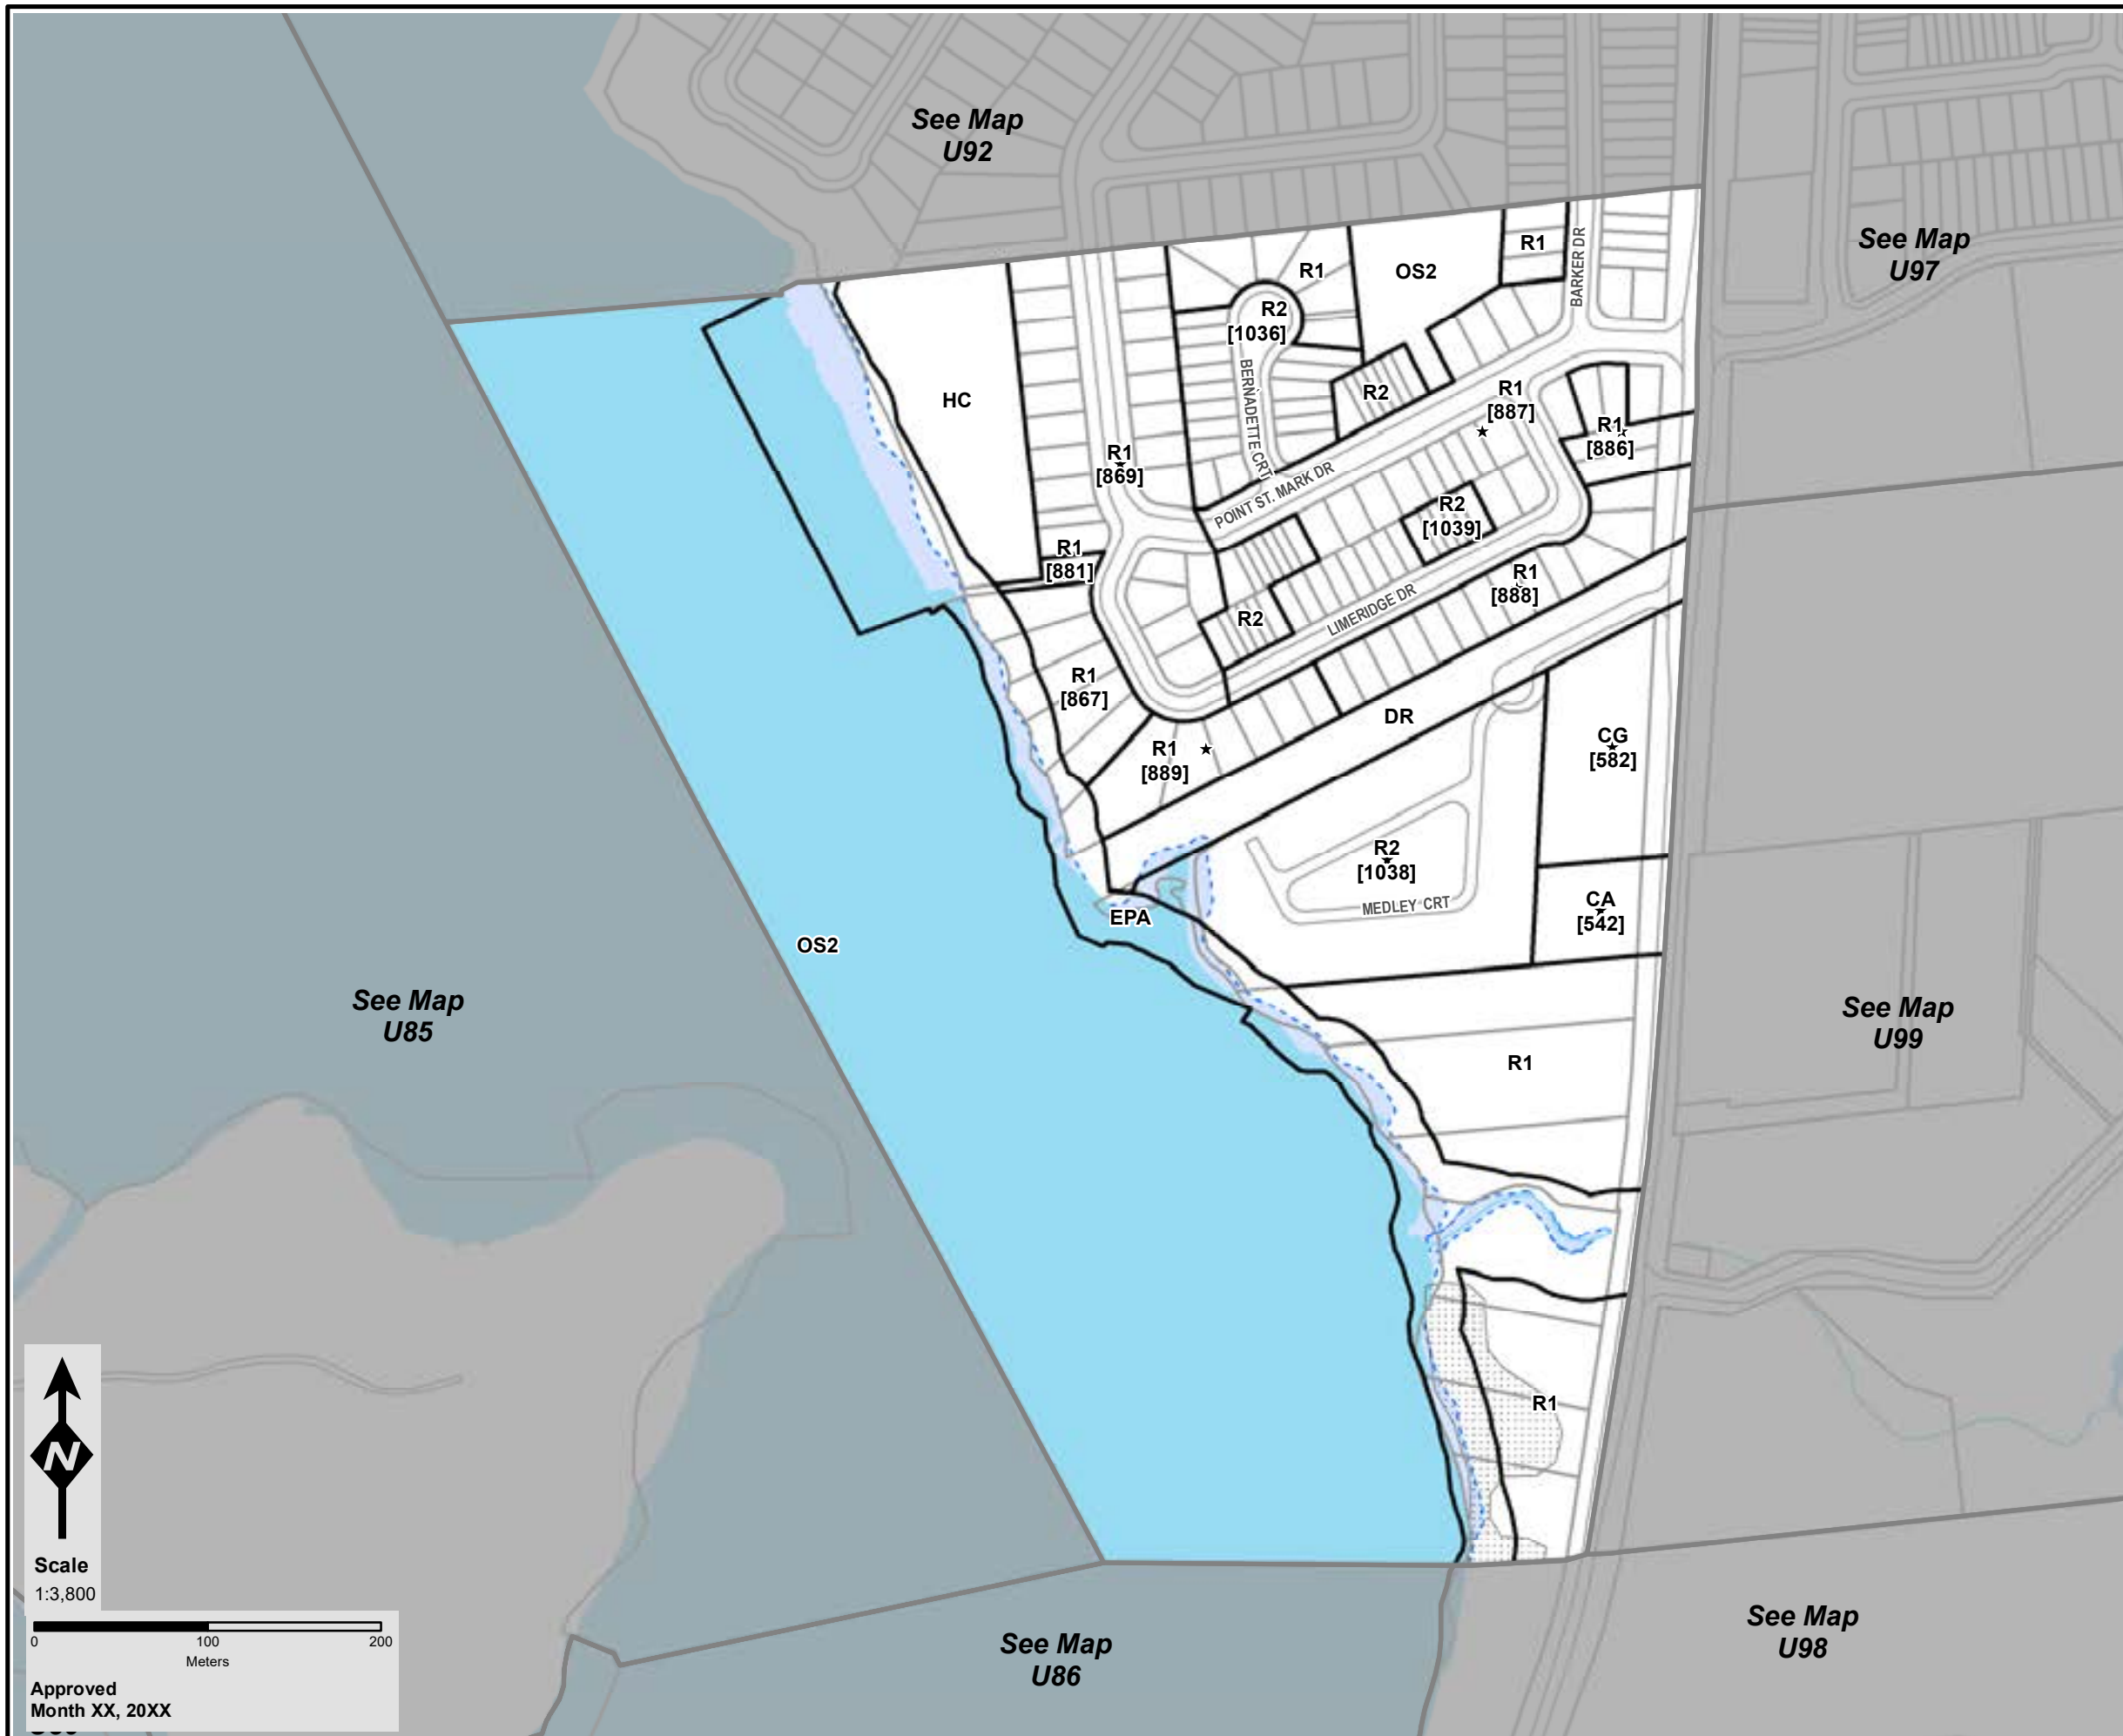 See Map
U92
See Map
U97
R1
BARKER DR
OS2
R1
R2
[1036]
HC
BERNADETTE CRT
R2
R1
[887]
R1
[886]
R1
[869]
POINT ST. MARK DR
R2
[1039]
R1
[881]
R1
[888]
LIMERIDGE DR
R2
R1
[867]
DR
R1
[889]
CG
[582]
R2
[1038]
MEDLEY CRT
CA
[542]
EPA
OS2
See Map
U85
See Map
U99
R1
R1
N
Scale
1:3,800
0 100 200
Meters
Approved
Month XX, 20XX
See Map
U86
See Map
U98